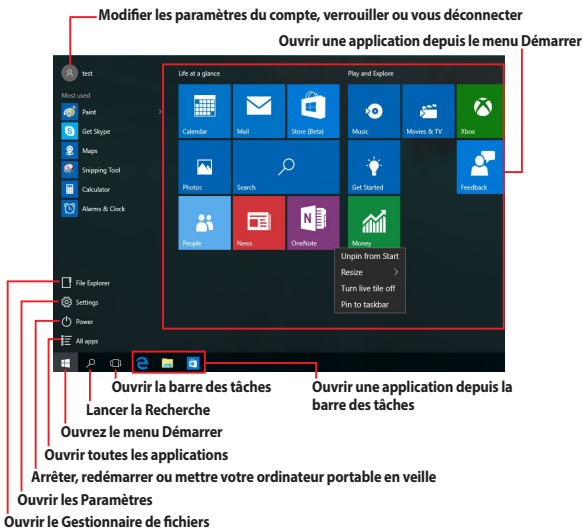 Modifier les paramètres du compte, verrouiller ou vous déconnecter
Ouvrir une application depuis le menu Démarrer
test
Life at a glance
Play and Explore
Most used
Paint
Get Skype
Maps
Snipping Tool
Calculator
Alarms & Clock
Calendar
Mail
Store (Beta)
Music
Movies & TV
Xbox
Photos
Search
Get Started
Feedback
People
News
OneNote
Money
Unpin from Start
Resize
Turn live tile off
Pin to taskbar
File Explorer
Settings
Power
All apps
Ouvrir la barre des tâches
Ouvrir une application depuis la
barre des tâches
Lancer la Recherche
Ouvrez le menu Démarrer
Ouvrir toutes les applications
Arrêter, redémarrer ou mettre votre ordinateur portable en veille
Ouvrir les Paramètres
Ouvrir le Gestionnaire de fichiers